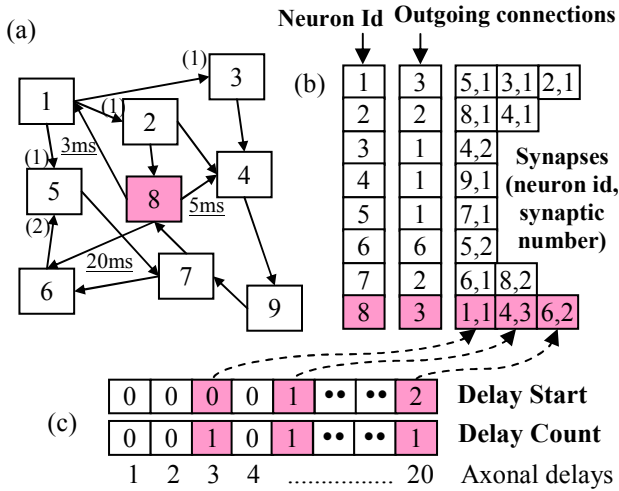 Neuron Id
Outgoing connections
(a)
(b)
1
2
3
4
5
6
7
8
9
(1)
(1)
(1)
(2)
3ms
5ms
20ms
1 3 5,1 3,1 2,1
2 2 8,1 4,1
3 1 4,2
4 1 9,1
5 1 7,1
6 6 5,2
7 2 6,1 8,2
8 3 1,1 4,3 6,2
Synapses
(neuron id,
synaptic
number)
(c)
0 0 0 0 1 •• •• 2 Delay Start
0 0 1 0 1 •• •• 1 Delay Count
1 2 3 4 ................ 20 Axonal delays